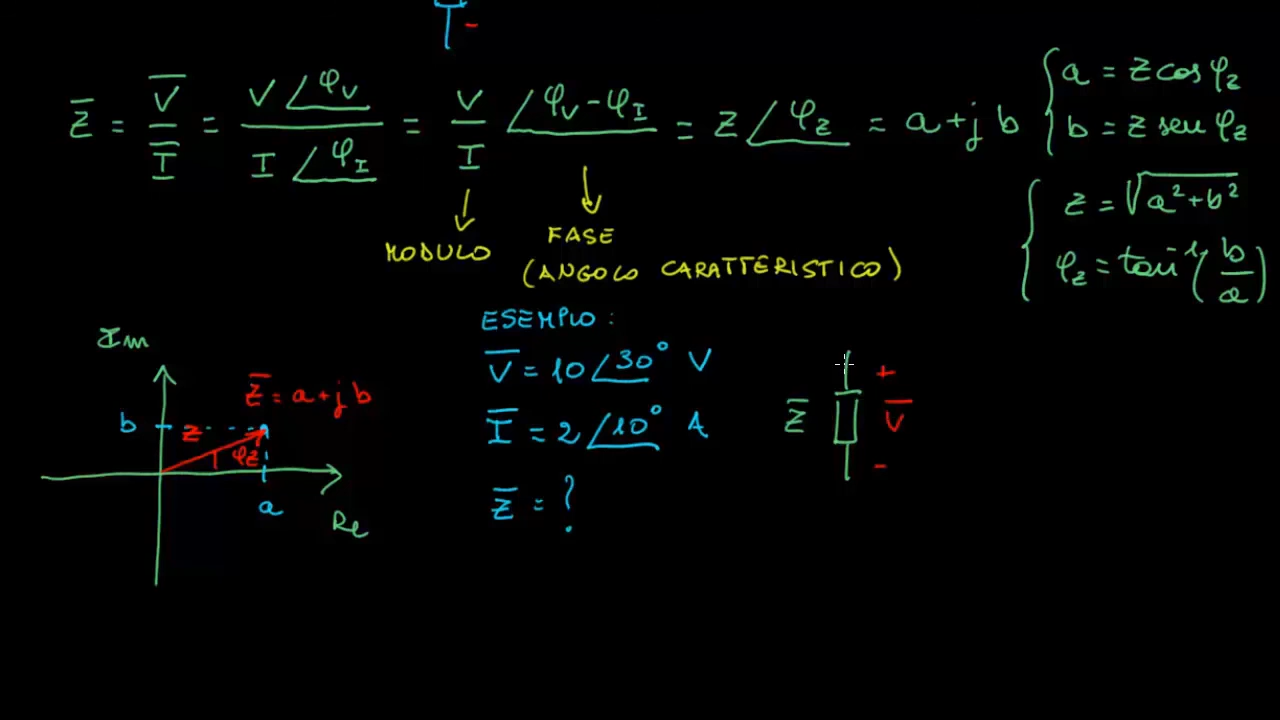 -
Z̄ = V̄/Ī = V∠φV / I∠φI = V/I ∠φV-φI = Z∠φZ = a+j b
{ a = Z cos φZ
b = Z sen φZ
{ Z = √a²+b²
φZ = tan⁻¹(b/a)
MODULO
FASE
(ANGOLO CARATTERISTICO)
Im
Z̄ = a+j b
b
Z
φZ
a
Re
ESEMPIO:
V̄ = 10∠30° V
Ī = 2∠10° A
Z̄ = ?
Z̄
+
V̄
-